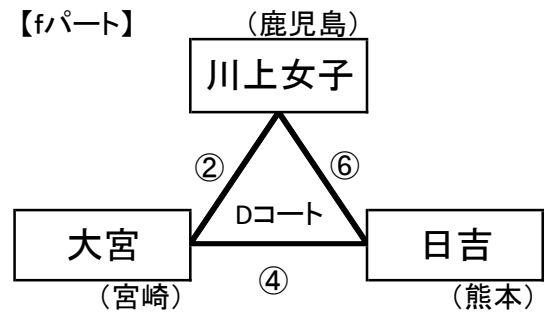 【fパート】
（鹿児島）
川上女子
②
⑥
Dコート
大宮
日吉
（宮崎）
④
（熊本）